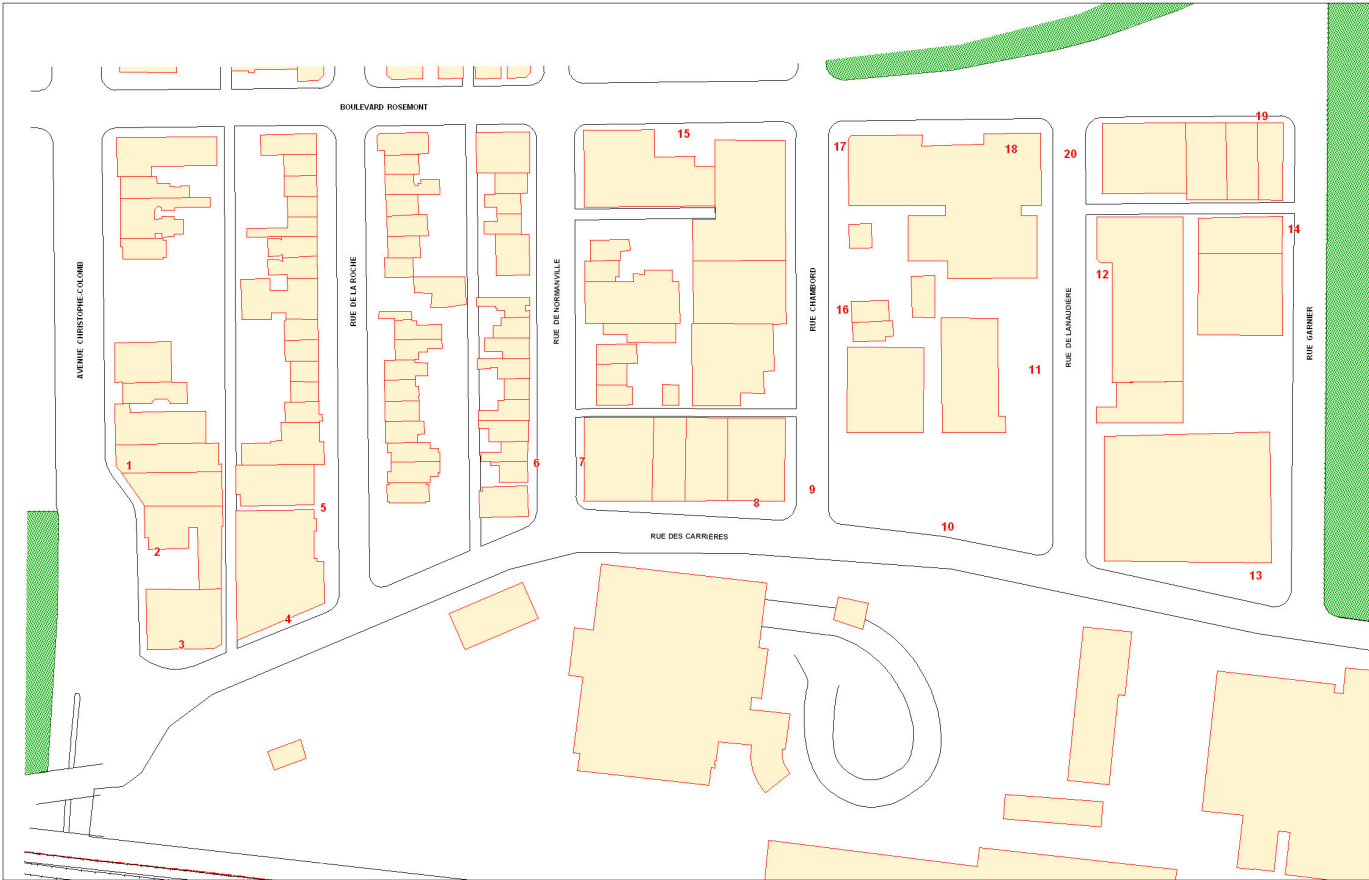 BOULEVARD ROSEMONT
19
15
17
18
20
14
AVENUE CHRISTOPHE-COLOMB
RUE DE LA ROCHE
RUE DE NORMANVILLE
RUE CHAMBORD
RUE DE LANAUDIÈRE
RUE GARNIER
12
16
11
1
6
7
9
8
5
10
RUE DES CARRIÈRES
2
13
4
3